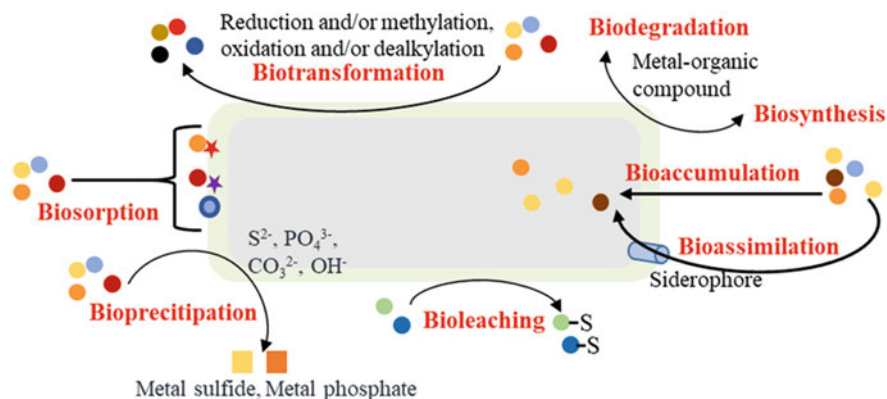 Reduction and/or methylation,
oxidation and/or dealkylation
Biotransformation
Biodegradation
Metal-organic
compound
Biosynthesis
Biosorption
Bioaccumulation
Bioassimilation
Siderophore
S²⁻, PO₄³⁻,
CO₃²⁻, OH⁻
Bioprecitipation
Bioleaching
S
S
Metal sulfide, Metal phosphate